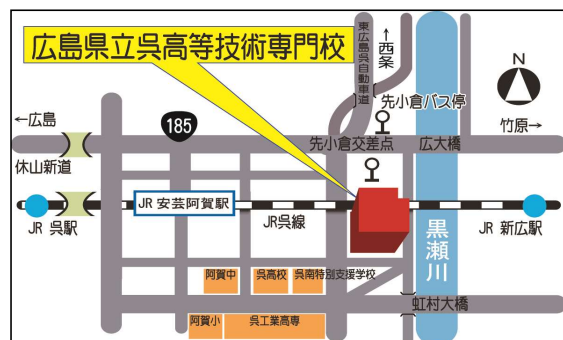 広島県立呉高等技術専門校
東広島呉自動車道
←西条
N
先小倉バス停
←広島
185
竹原→
先小倉交差点
広大橋
休山新道
JR 安芸阿賀駅
JR 呉駅
JR呉線
JR 新広駅
黒瀬川
阿賀中
呉高校
呉南特別支援学校
虹村大橋
阿賀小
呉工業高専